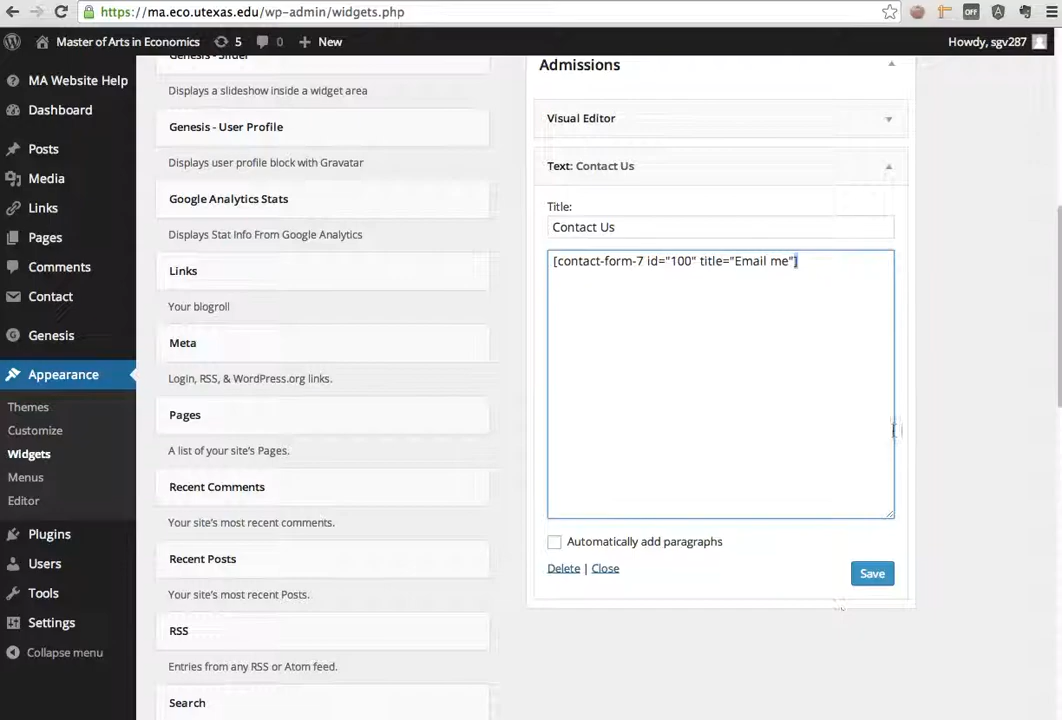 https://ma.eco.utexas.edu/wp-admin/widgets.php
OFF
Master of Arts in Economics
5
0
+ New
Howdy, sgv287
MA Website Help
Dashboard
Posts
Media
Links
Pages
Comments
Contact
Genesis
Appearance
Themes
Customize
Widgets
Menus
Editor
Plugins
Users
Tools
Settings
Collapse menu
Genesis - Slider
Displays a slideshow inside a widget area
Genesis - User Profile
Displays user profile block with Gravatar
Google Analytics Stats
Displays Stat Info From Google Analytics
Links
Your blogroll
Meta
Login, RSS, & WordPress.org links.
Pages
A list of your site's Pages.
Recent Comments
Your site's most recent comments.
Recent Posts
Your site's most recent Posts.
RSS
Entries from any RSS or Atom feed.
Search
Admissions
Visual Editor
Text: Contact Us
Title:
Contact Us
[contact-form-7 id="100" title="Email me"]
Automatically add paragraphs
Delete | Close
Save